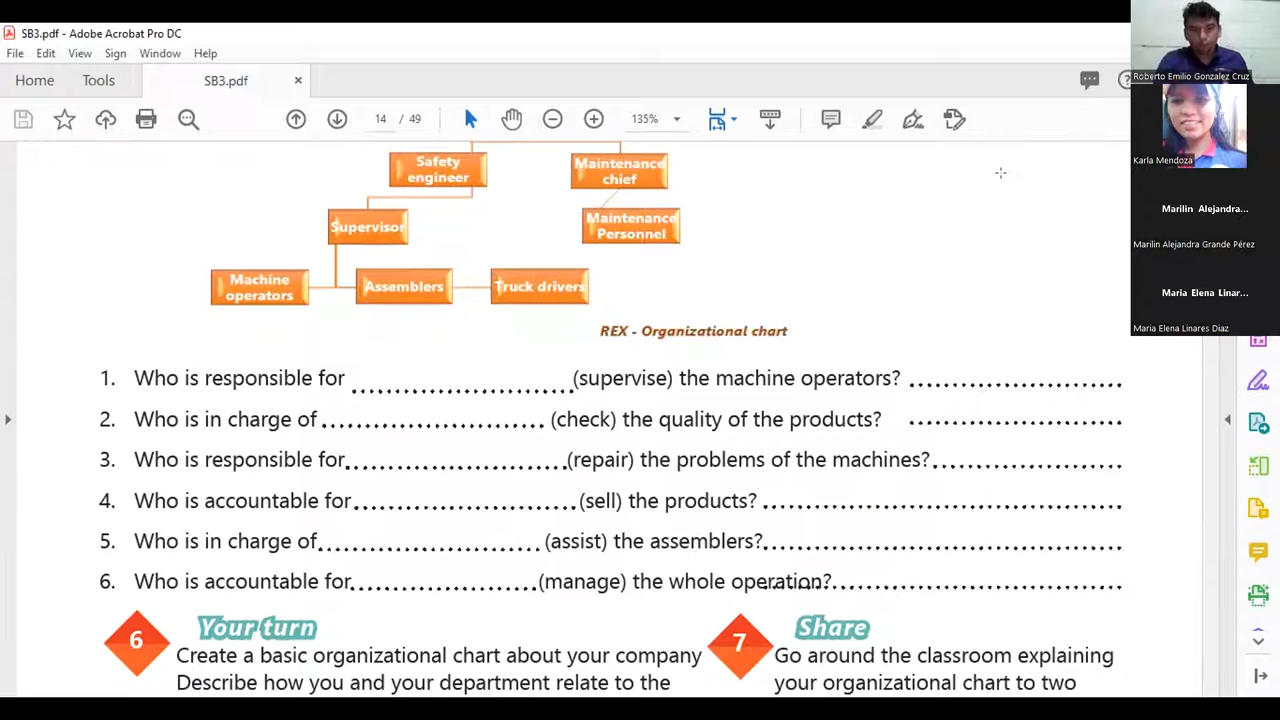 SB3.pdf - Adobe Acrobat Pro DC
File Edit View Sign Window Help
Home Tools SB3.pdf ×
14 / 49 135%
Safety engineer
Maintenance chief
Supervisor
Maintenance Personnel
Machine operators
Assemblers
Truck drivers
REX - Organizational chart
1. Who is responsible for ........................... (supervise) the machine operators? ...........................
2. Who is in charge of ........................... (check) the quality of the products? ...........................
3. Who is responsible for........................... (repair) the problems of the machines?...........................
4. Who is accountable for........................... (sell) the products? ...........................
5. Who is in charge of........................... (assist) the assemblers?...........................
6. Who is accountable for........................... (manage) the whole operation?...........................
6 Your turn
Create a basic organizational chart about your company
Describe how you and your department relate to the
7 Share
Go around the classroom explaining
your organizational chart to two
Roberto Emilio Gonzalez Cruz
Karla Mendoza
Marilin Alejandra...
Marilin Alejandra Grande Pérez
Maria Elena Linar...
Maria Elena Linares Diaz